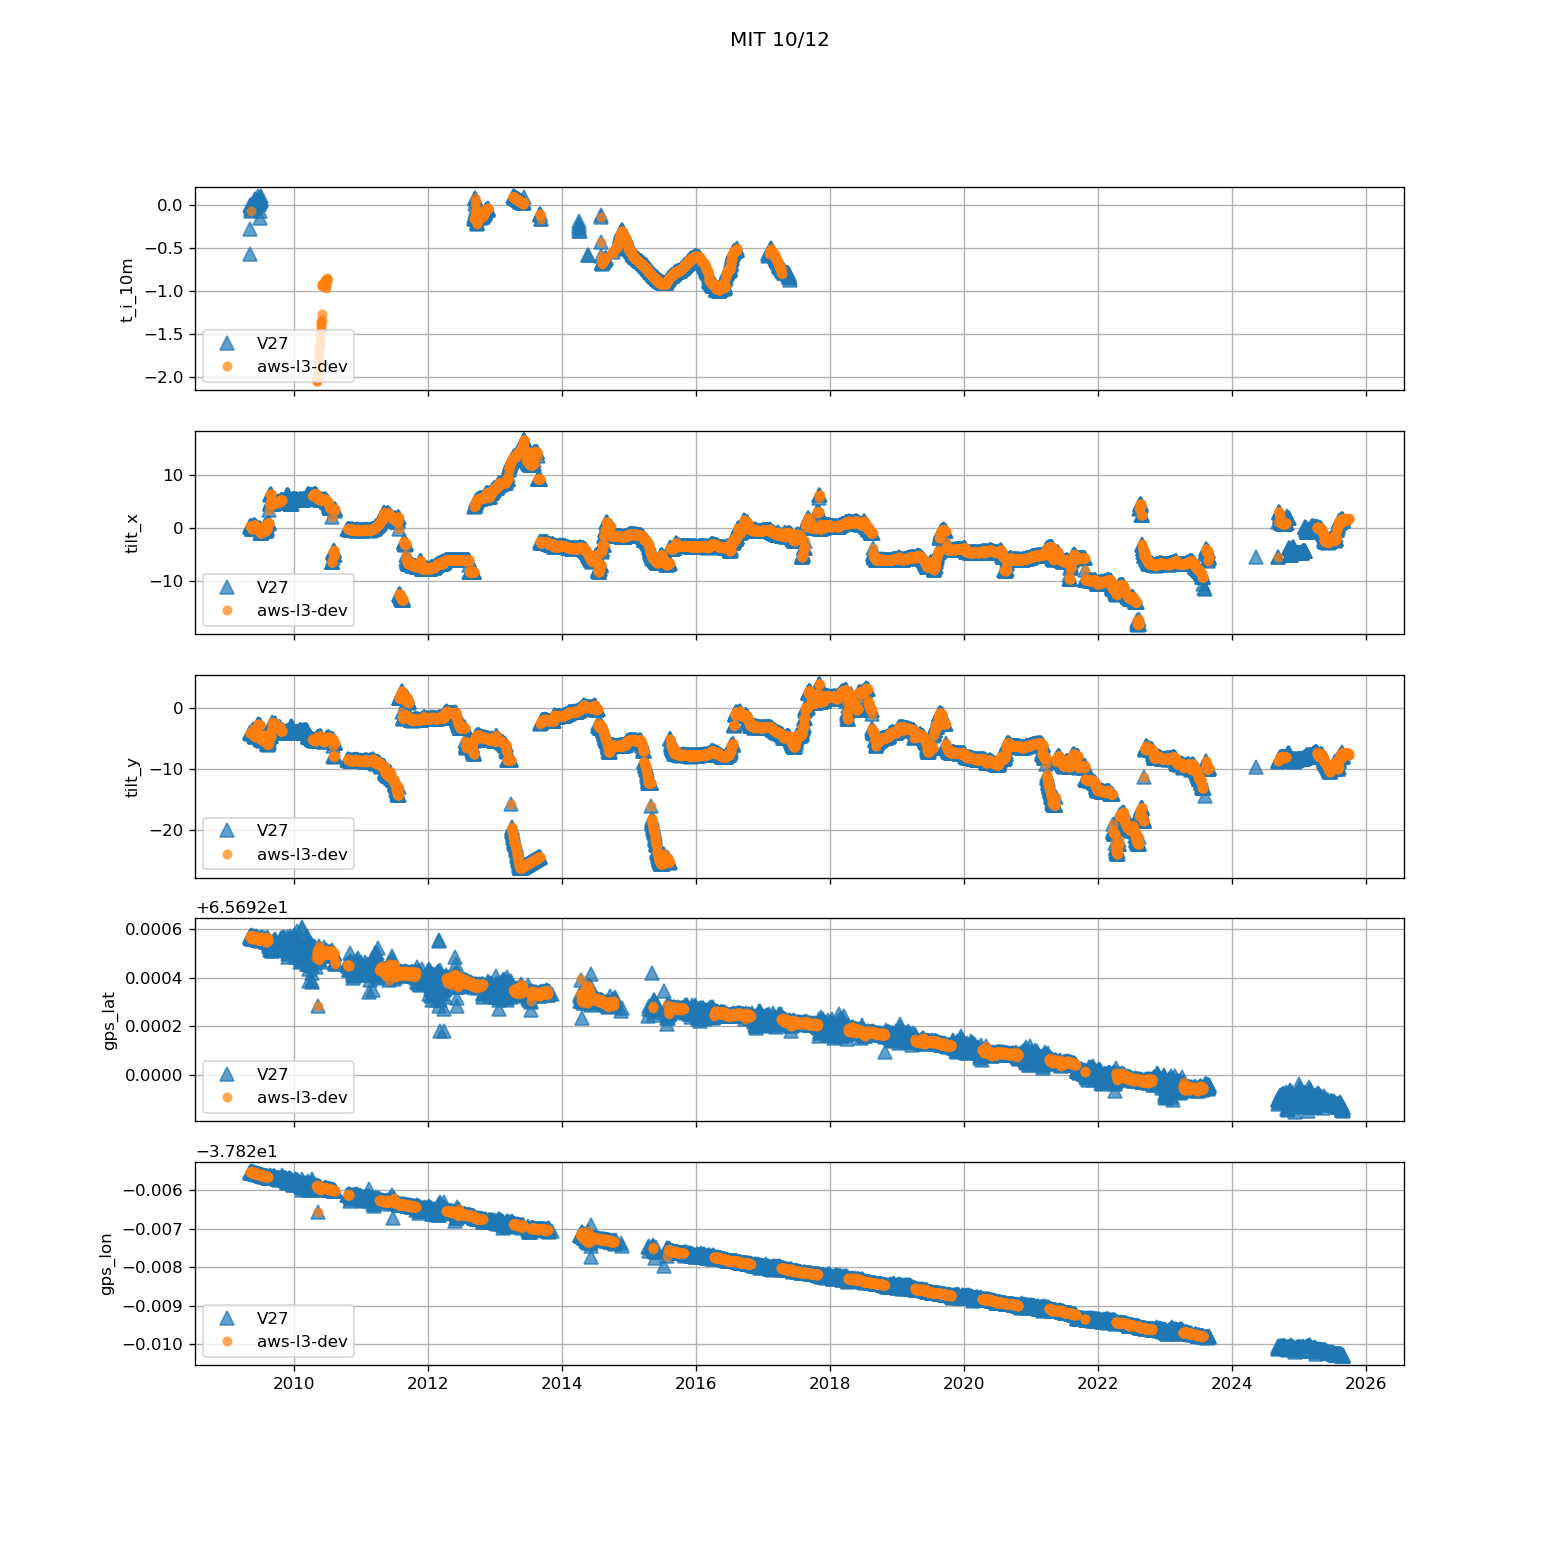 MIT 10/12
t_i_10m
0.0
−0.5
−1.0
−1.5
−2.0
V27
aws-l3-dev
tilt_x
10
0
−10
V27
aws-l3-dev
tilt_y
0
−10
−20
V27
aws-l3-dev
+6.5692e1
gps_lat
0.0006
0.0004
0.0002
0.0000
V27
aws-l3-dev
−3.782e1
gps_lon
−0.006
−0.007
−0.008
−0.009
−0.010
V27
aws-l3-dev
2010 2012 2014 2016 2018 2020 2022 2024 2026